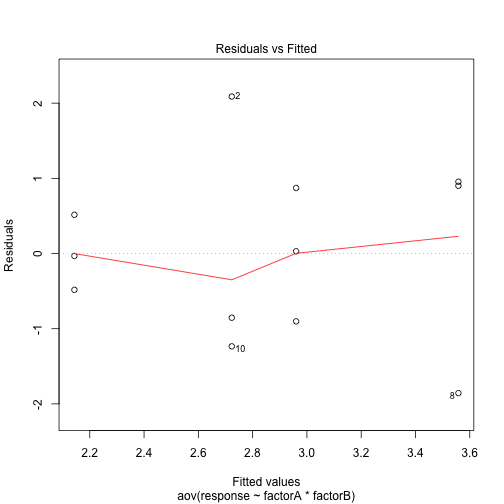 Residuals vs Fitted
Residuals
2
1
0
-1
-2
2
10
8
2.2 2.4 2.6 2.8 3.0 3.2 3.4 3.6
Fitted values
aov(response ~ factorA * factorB)